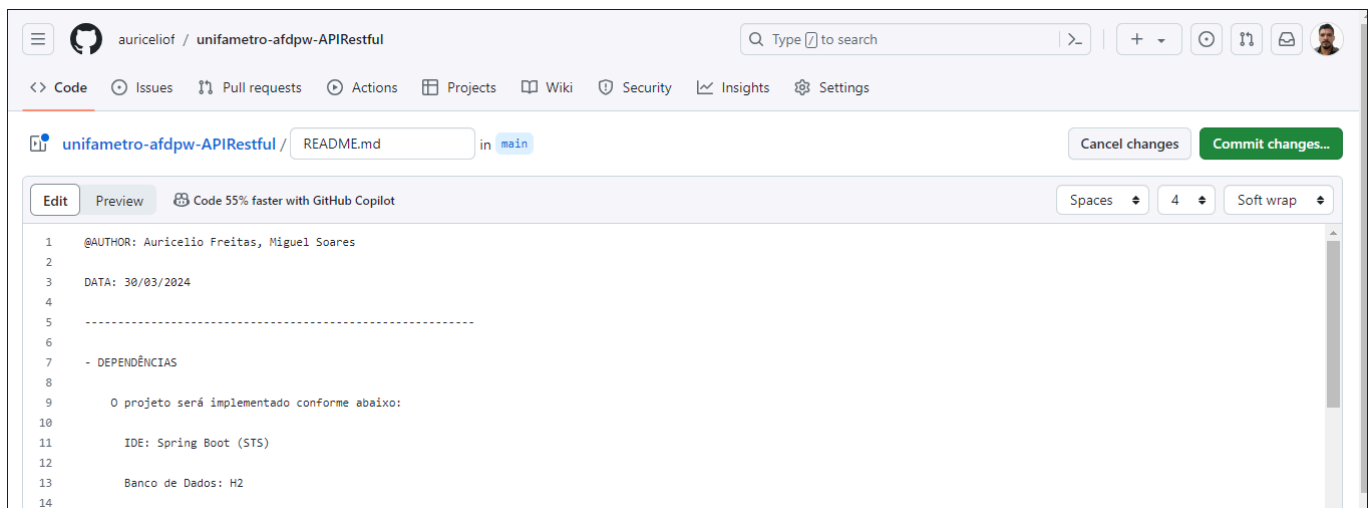 auriceliof / unifametro-afdpw-APIRestful
Type / to search
Code Issues Pull requests Actions Projects Wiki Security Insights Settings
unifametro-afdpw-APIRestful / README.md in main
Cancel changes Commit changes...
Edit Preview Code 55% faster with GitHub Copilot
Spaces 4 Soft wrap
1 @AUTHOR: Auricelio Freitas, Miguel Soares
2
3 DATA: 30/03/2024
4
5 -----------------------------------------------------------
6
7 - DEPENDÊNCIAS
8
9 O projeto será implementado conforme abaixo:
10
11 IDE: Spring Boot (STS)
12
13 Banco de Dados: H2
14